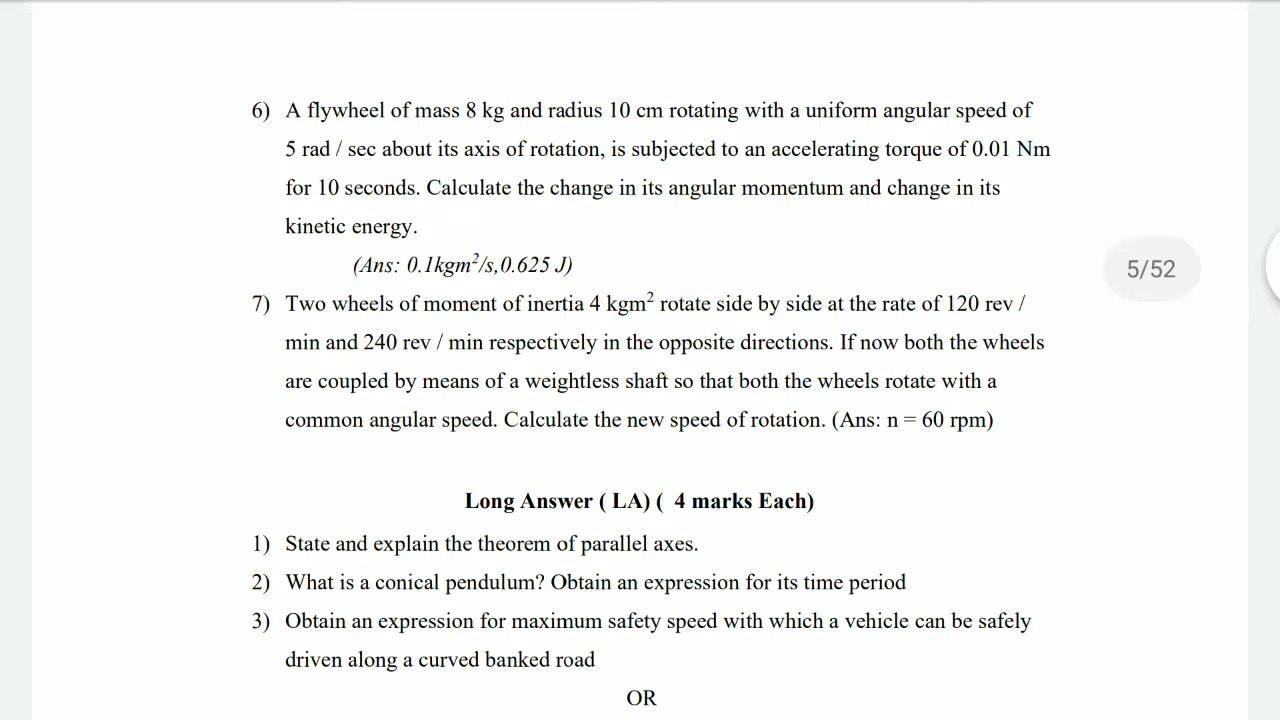 6) A flywheel of mass 8 kg and radius 10 cm rotating with a uniform angular speed of
5 rad / sec about its axis of rotation, is subjected to an accelerating torque of 0.01 Nm
for 10 seconds. Calculate the change in its angular momentum and change in its
kinetic energy.
(Ans: 0.1kgm²/s,0.625 J)
5/52
7) Two wheels of moment of inertia 4 kgm² rotate side by side at the rate of 120 rev /
min and 240 rev / min respectively in the opposite directions. If now both the wheels
are coupled by means of a weightless shaft so that both the wheels rotate with a
common angular speed. Calculate the new speed of rotation. (Ans: n = 60 rpm)
Long Answer ( LA) ( 4 marks Each)
1) State and explain the theorem of parallel axes.
2) What is a conical pendulum? Obtain an expression for its time period
3) Obtain an expression for maximum safety speed with which a vehicle can be safely
driven along a curved banked road
OR